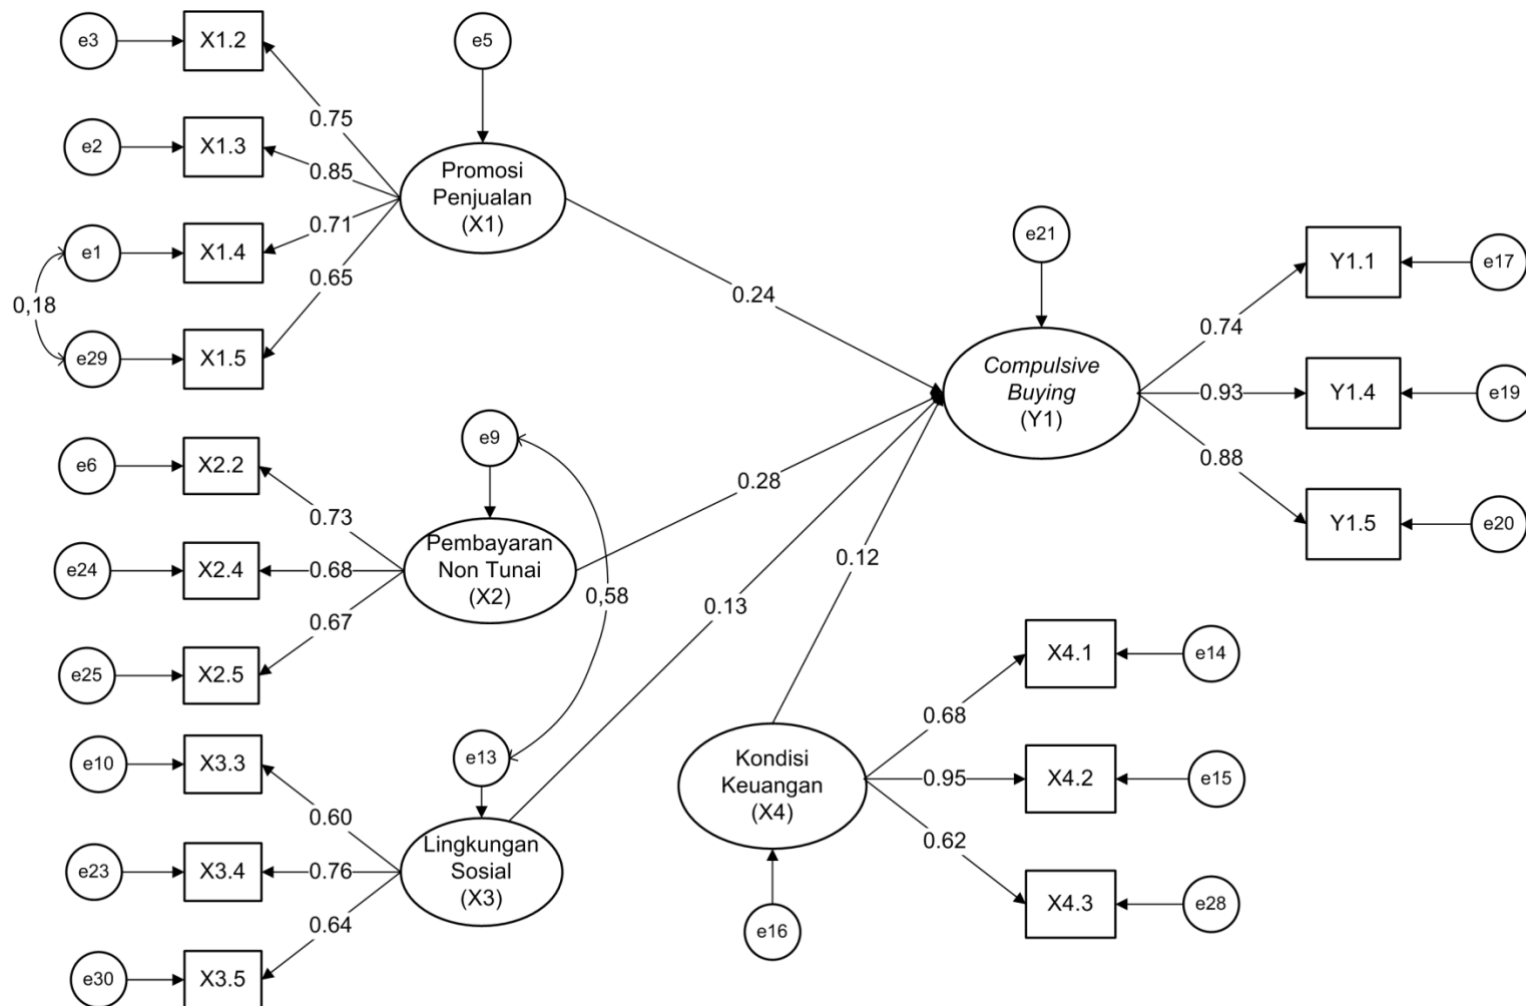 e3
X1.2
e5
0.75
e2
X1.3
0.85
Promosi
Penjualan
(X1)
e1
X1.4
0.71
0,18
0.65
e29
X1.5
0.24
e21
Compulsive
Buying
(Y1)
Y1.1
e17
0.74
0.93
Y1.4
e19
0.88
Y1.5
e20
e9
e6
X2.2
0.73
Pembayaran
Non Tunai
(X2)
0.28
e24
X2.4
0.68
0.67
e25
X2.5
0,58
0.13
0.12
e10
X3.3
e13
0.60
Lingkungan
Sosial
(X3)
e23
X3.4
0.76
0.64
e30
X3.5
Kondisi
Keuangan
(X4)
e16
X4.1
e14
0.68
0.95
X4.2
e15
0.62
X4.3
e28